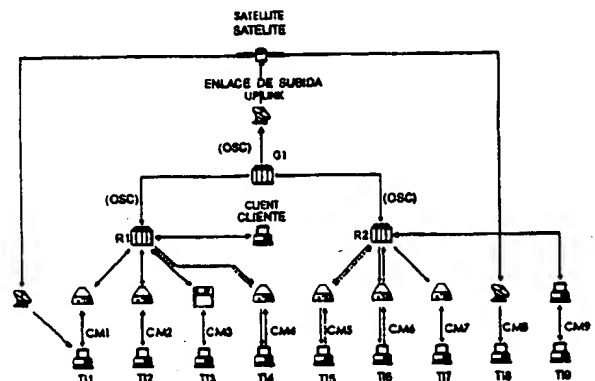 SATELLITE
SATELITE
ENLACE DE SUBIDA
UPLINK
(OSC)
G1
(OSC)
(OSC)
CLIENT
CLIENTE
R1
R2
CM1
CM2
CM3
CM4
CM5
CM6
CM7
CM8
CM9
TI1
TI2
TI3
TI4
TI5
TI6
TI7
TI8
TI9